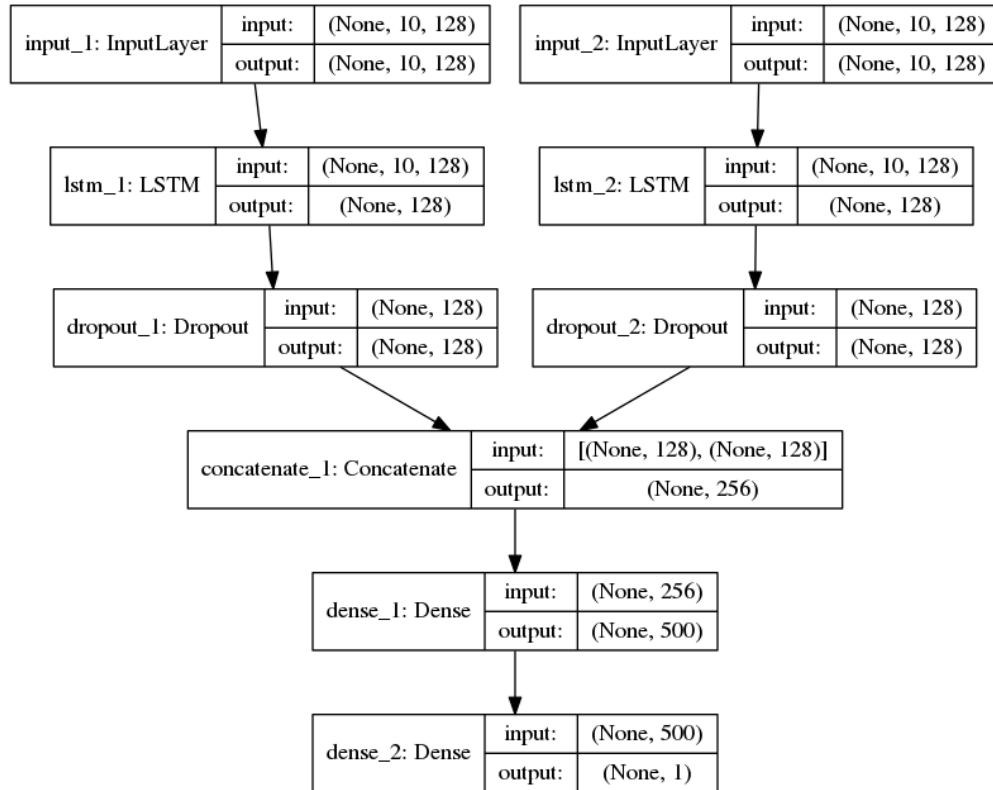 input_1: InputLayer
input: (None, 10, 128)
output: (None, 10, 128)
input_2: InputLayer
input: (None, 10, 128)
output: (None, 10, 128)
lstm_1: LSTM
input: (None, 10, 128)
output: (None, 128)
lstm_2: LSTM
input: (None, 10, 128)
output: (None, 128)
dropout_1: Dropout
input: (None, 128)
output: (None, 128)
dropout_2: Dropout
input: (None, 128)
output: (None, 128)
concatenate_1: Concatenate
input: [(None, 128), (None, 128)]
output: (None, 256)
dense_1: Dense
input: (None, 256)
output: (None, 500)
dense_2: Dense
input: (None, 500)
output: (None, 1)